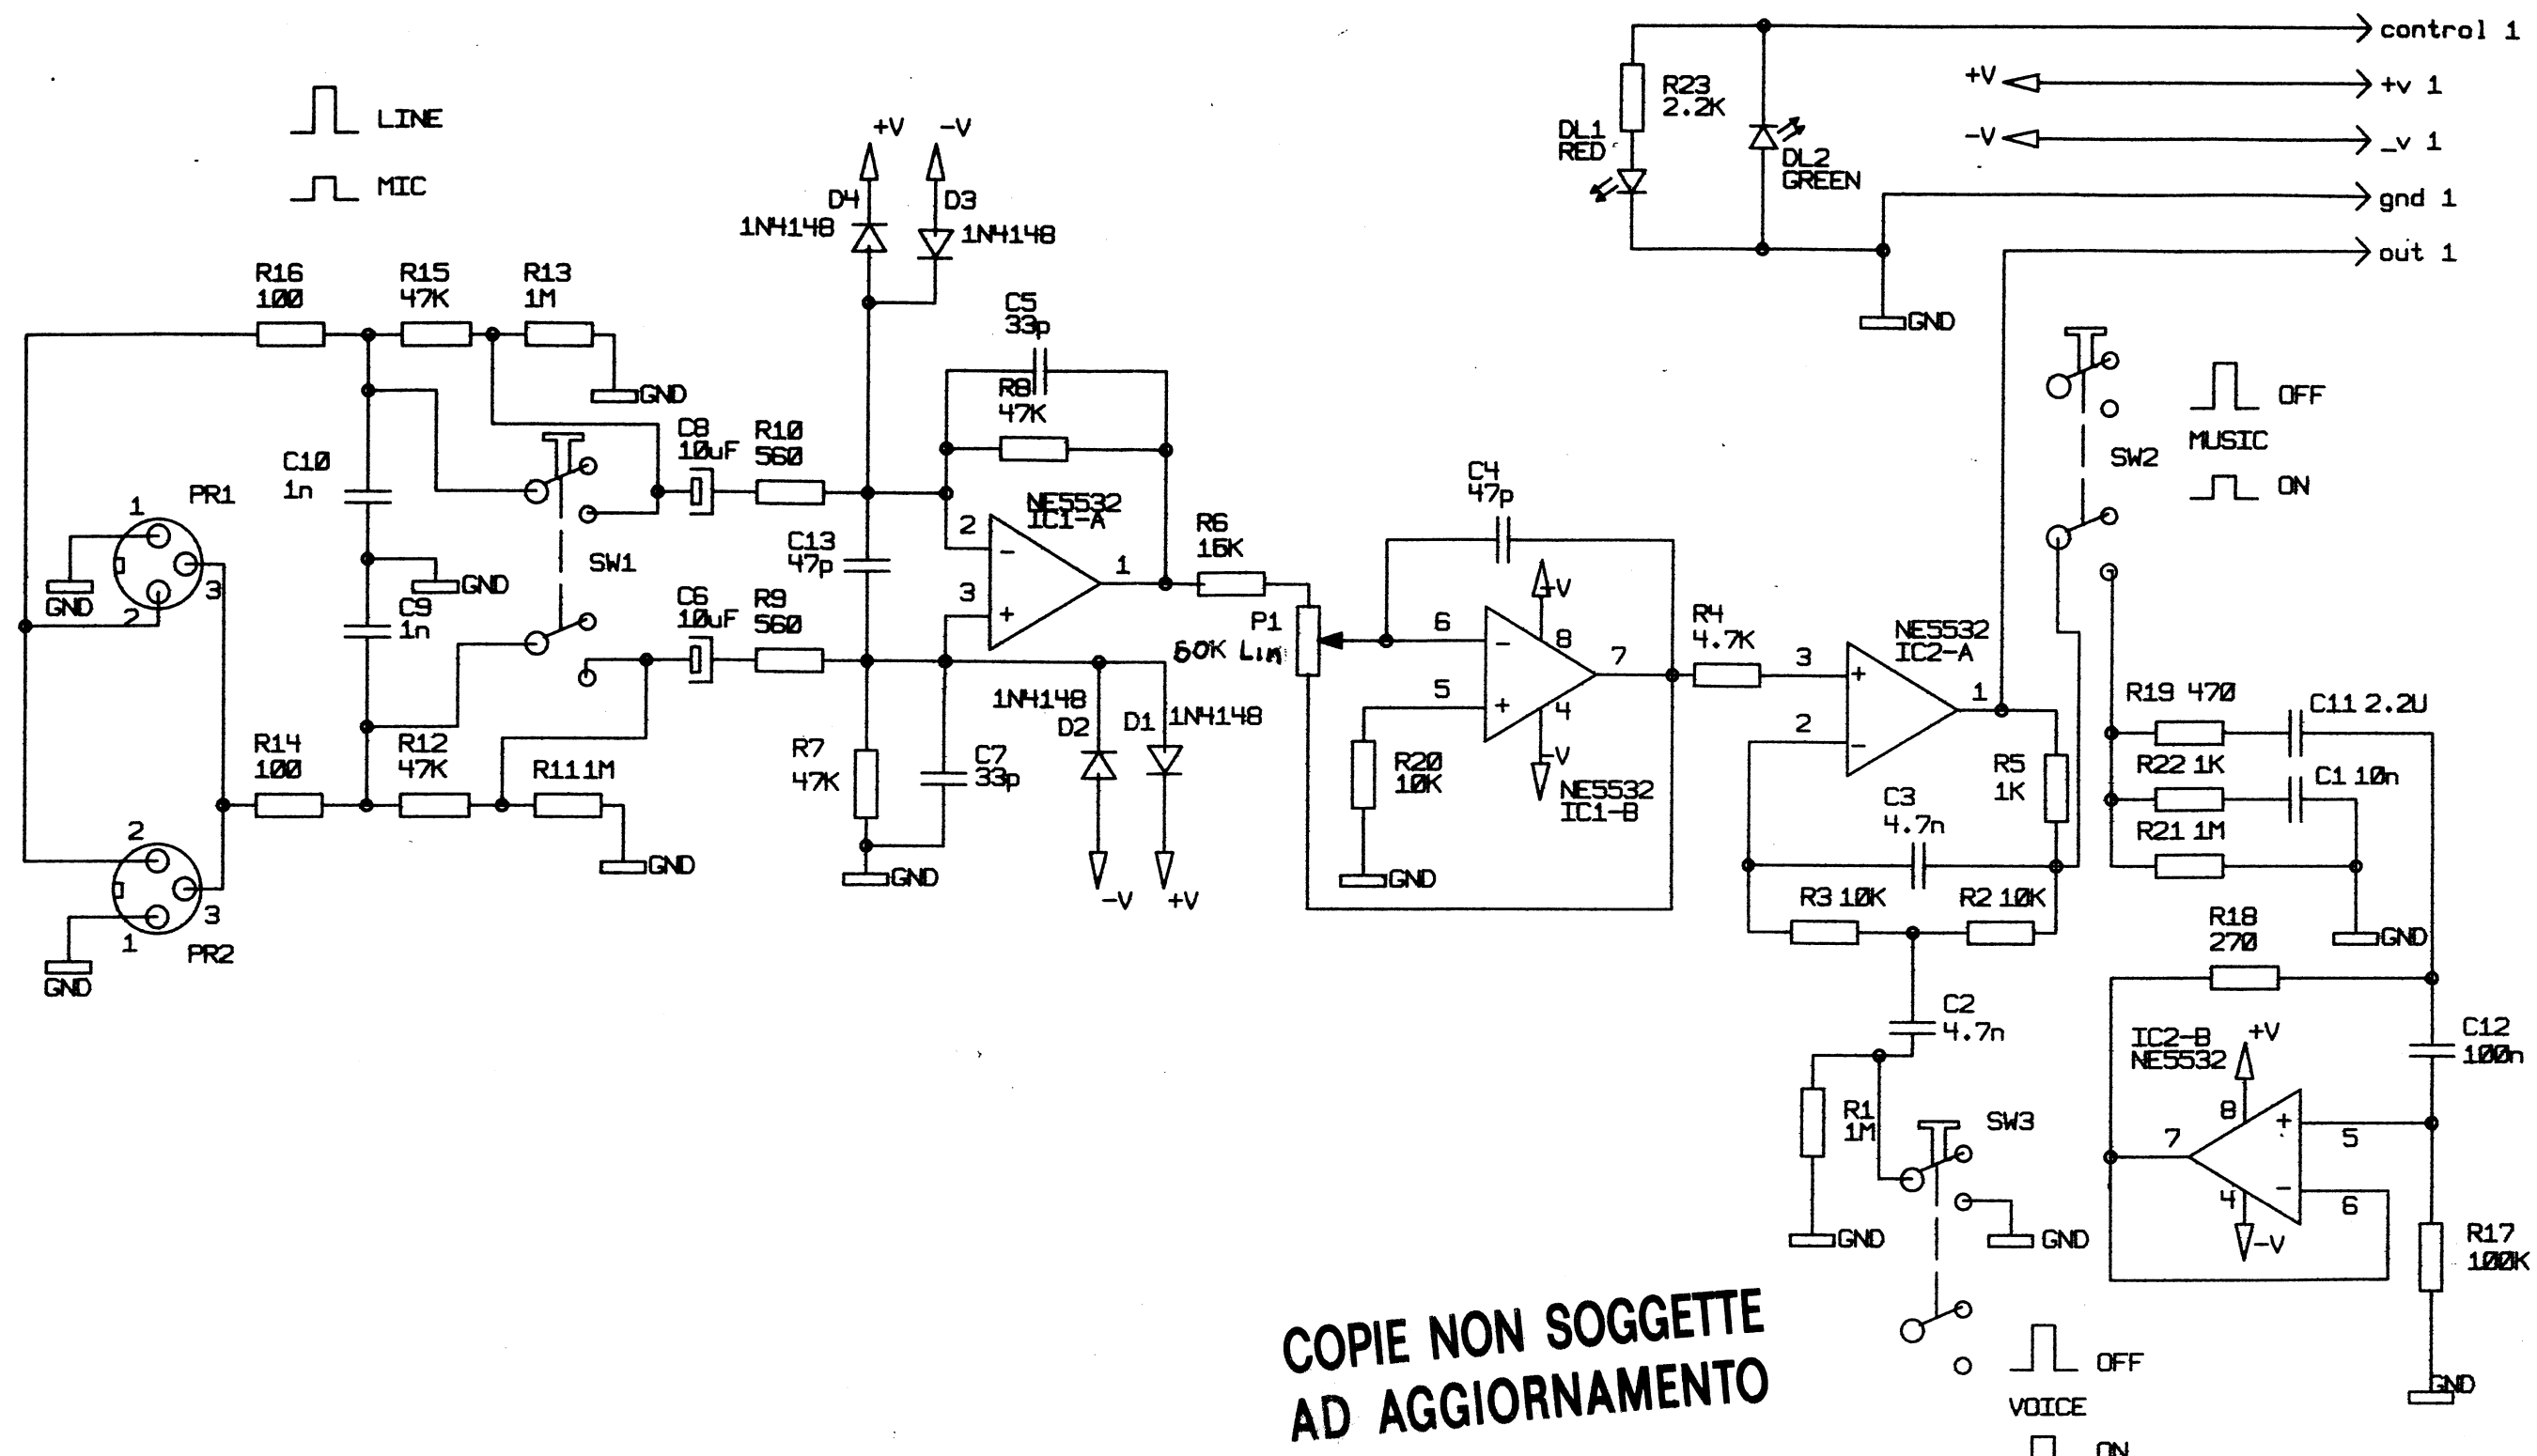 control 1
+V
+v 1
-V
_v 1
gnd 1
out 1
R23
2.2K
DL1
RED
DL2
GREEN
GND
LINE
MIC
+V
-V
D4
D3
1N4148
1N4148
R16
100
R15
47K
R13
1M
GND
C5
33p
R8
47K
C8
10uF
R10
560
C10
1n
PR1
1
3
2
GND
GND
SW1
C9
1n
C13
47p
NE5532
IC1-A
2
-
3
+
1
R6
16K
C6
10uF
R9
560
P1
50K Lin
C4
47p
+V
6
-
8
5
+
4
7
-V
R20
10K
NE5532
IC1-B
GND
R4
4.7K
3
+
2
-
1
NE5532
IC2-A
OFF
MUSIC
ON
SW2
R19 470
C11 2.2U
R22 1K
C1 10n
R21 1M
R5
1K
C3
4.7n
R3 10K
R2 10K
GND
R14
100
R12
47K
R11 1M
GND
R7
47K
C7
33p
GND
1N4148
D2
D1
1N4148
-V
+V
2
3
1
PR2
GND
R18
270
C2
4.7n
IC2-B
NE5532
+V
C12
100n
8
+
5
7
-
4
6
-V
R17
100K
GND
R1
1M
SW3
GND
GND
OFF
VOICE
ON
COPIE NON SOGGETTE
AD AGGIORNAMENTO